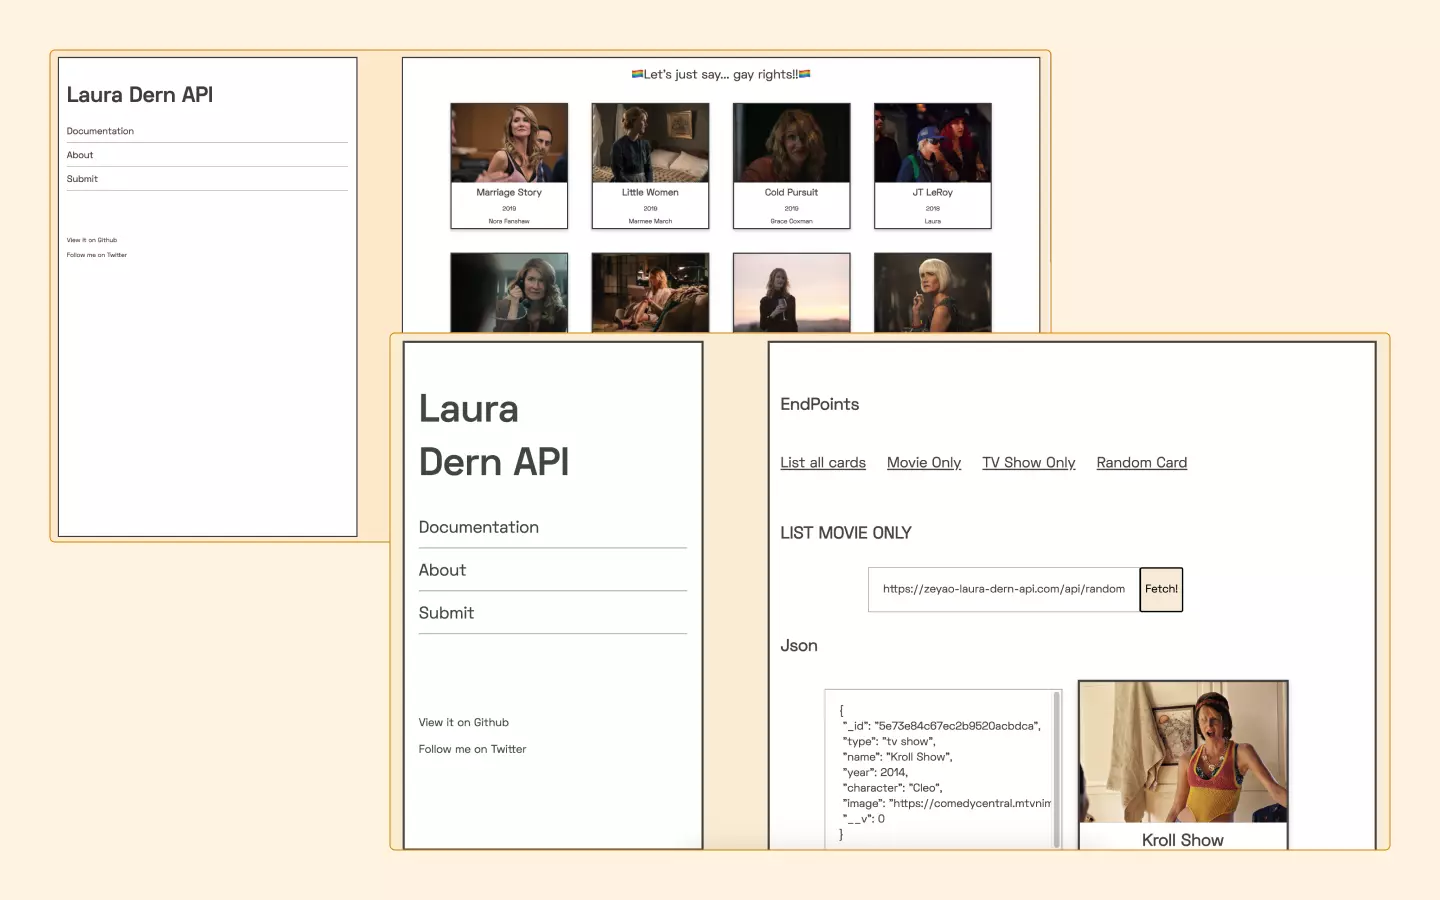 Laura Dern API
Documentation
About
Submit
View it on Github
Follow me on Twitter
🏳️‍🌈Let's just say... gay rights!!🏳️‍🌈
Marriage Story
2019
Nora Fanshaw
Little Women
2019
Marmee March
Cold Pursuit
2019
Grace Coxman
JT LeRoy
2018
Laura
Laura
Dern API
Documentation
About
Submit
View it on Github
Follow me on Twitter
EndPoints
List all cards Movie Only TV Show Only Random Card
LIST MOVIE ONLY
https://zeyao-laura-dern-api.com/api/random Fetch!
Json
{
"_id": "5e73e84c67ec2b9520acbdca",
"type": "tv show",
"name": "Kroll Show",
"year": 2014,
"character": "Cleo",
"image": "https://comedycentral.mtvnim
"__v": 0
}
Kroll Show